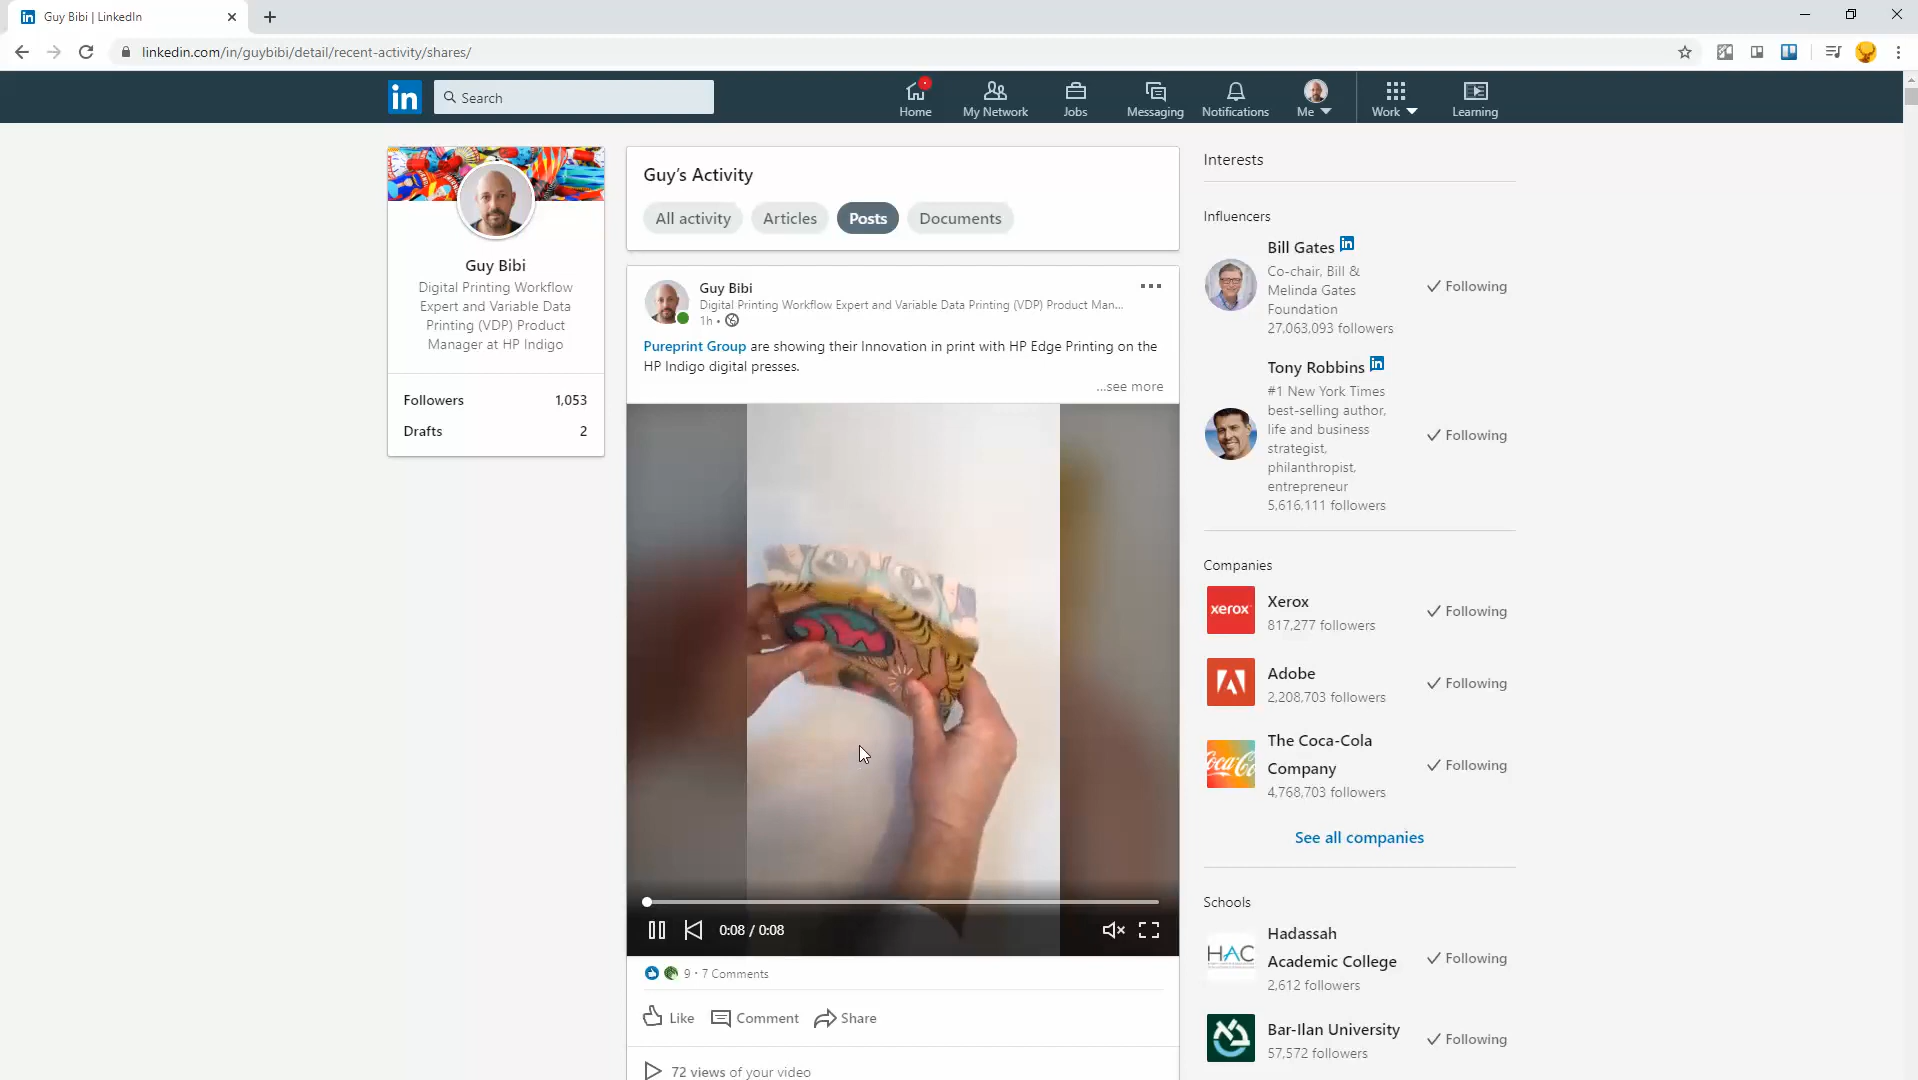 Guy Bibi | LinkedIn
linkedin.com/in/guybibi/detail/recent-activity/shares/
in
Search
Home
My Network
Jobs
Messaging
Notifications
Me
Work
Learning
Guy Bibi
Digital Printing Workflow
Expert and Variable Data
Printing (VDP) Product
Manager at HP Indigo
Followers 1,053
Drafts 2
Guy's Activity
All activity
Articles
Posts
Documents
Guy Bibi
Digital Printing Workflow Expert and Variable Data Printing (VDP) Product Man...
1h •
Pureprint Group are showing their Innovation in print with HP Edge Printing on the
HP Indigo digital presses.
...see more
0:08 / 0:08
9 · 7 Comments
Like
Comment
Share
72 views of your video
Interests
Influencers
Bill Gates in
Co-chair, Bill &
Melinda Gates
Foundation
27,063,093 followers
Following
Tony Robbins in
#1 New York Times
best-selling author,
life and business
strategist,
philanthropist,
entrepreneur
5,616,111 followers
Following
Companies
xerox
Xerox
817,277 followers
Following
Adobe
2,208,703 followers
Following
Coca-Co
The Coca-Cola
Company
4,768,703 followers
Following
See all companies
Schools
HAC
Hadassah
Academic College
2,612 followers
Following
Bar-Ilan University
57,572 followers
Following